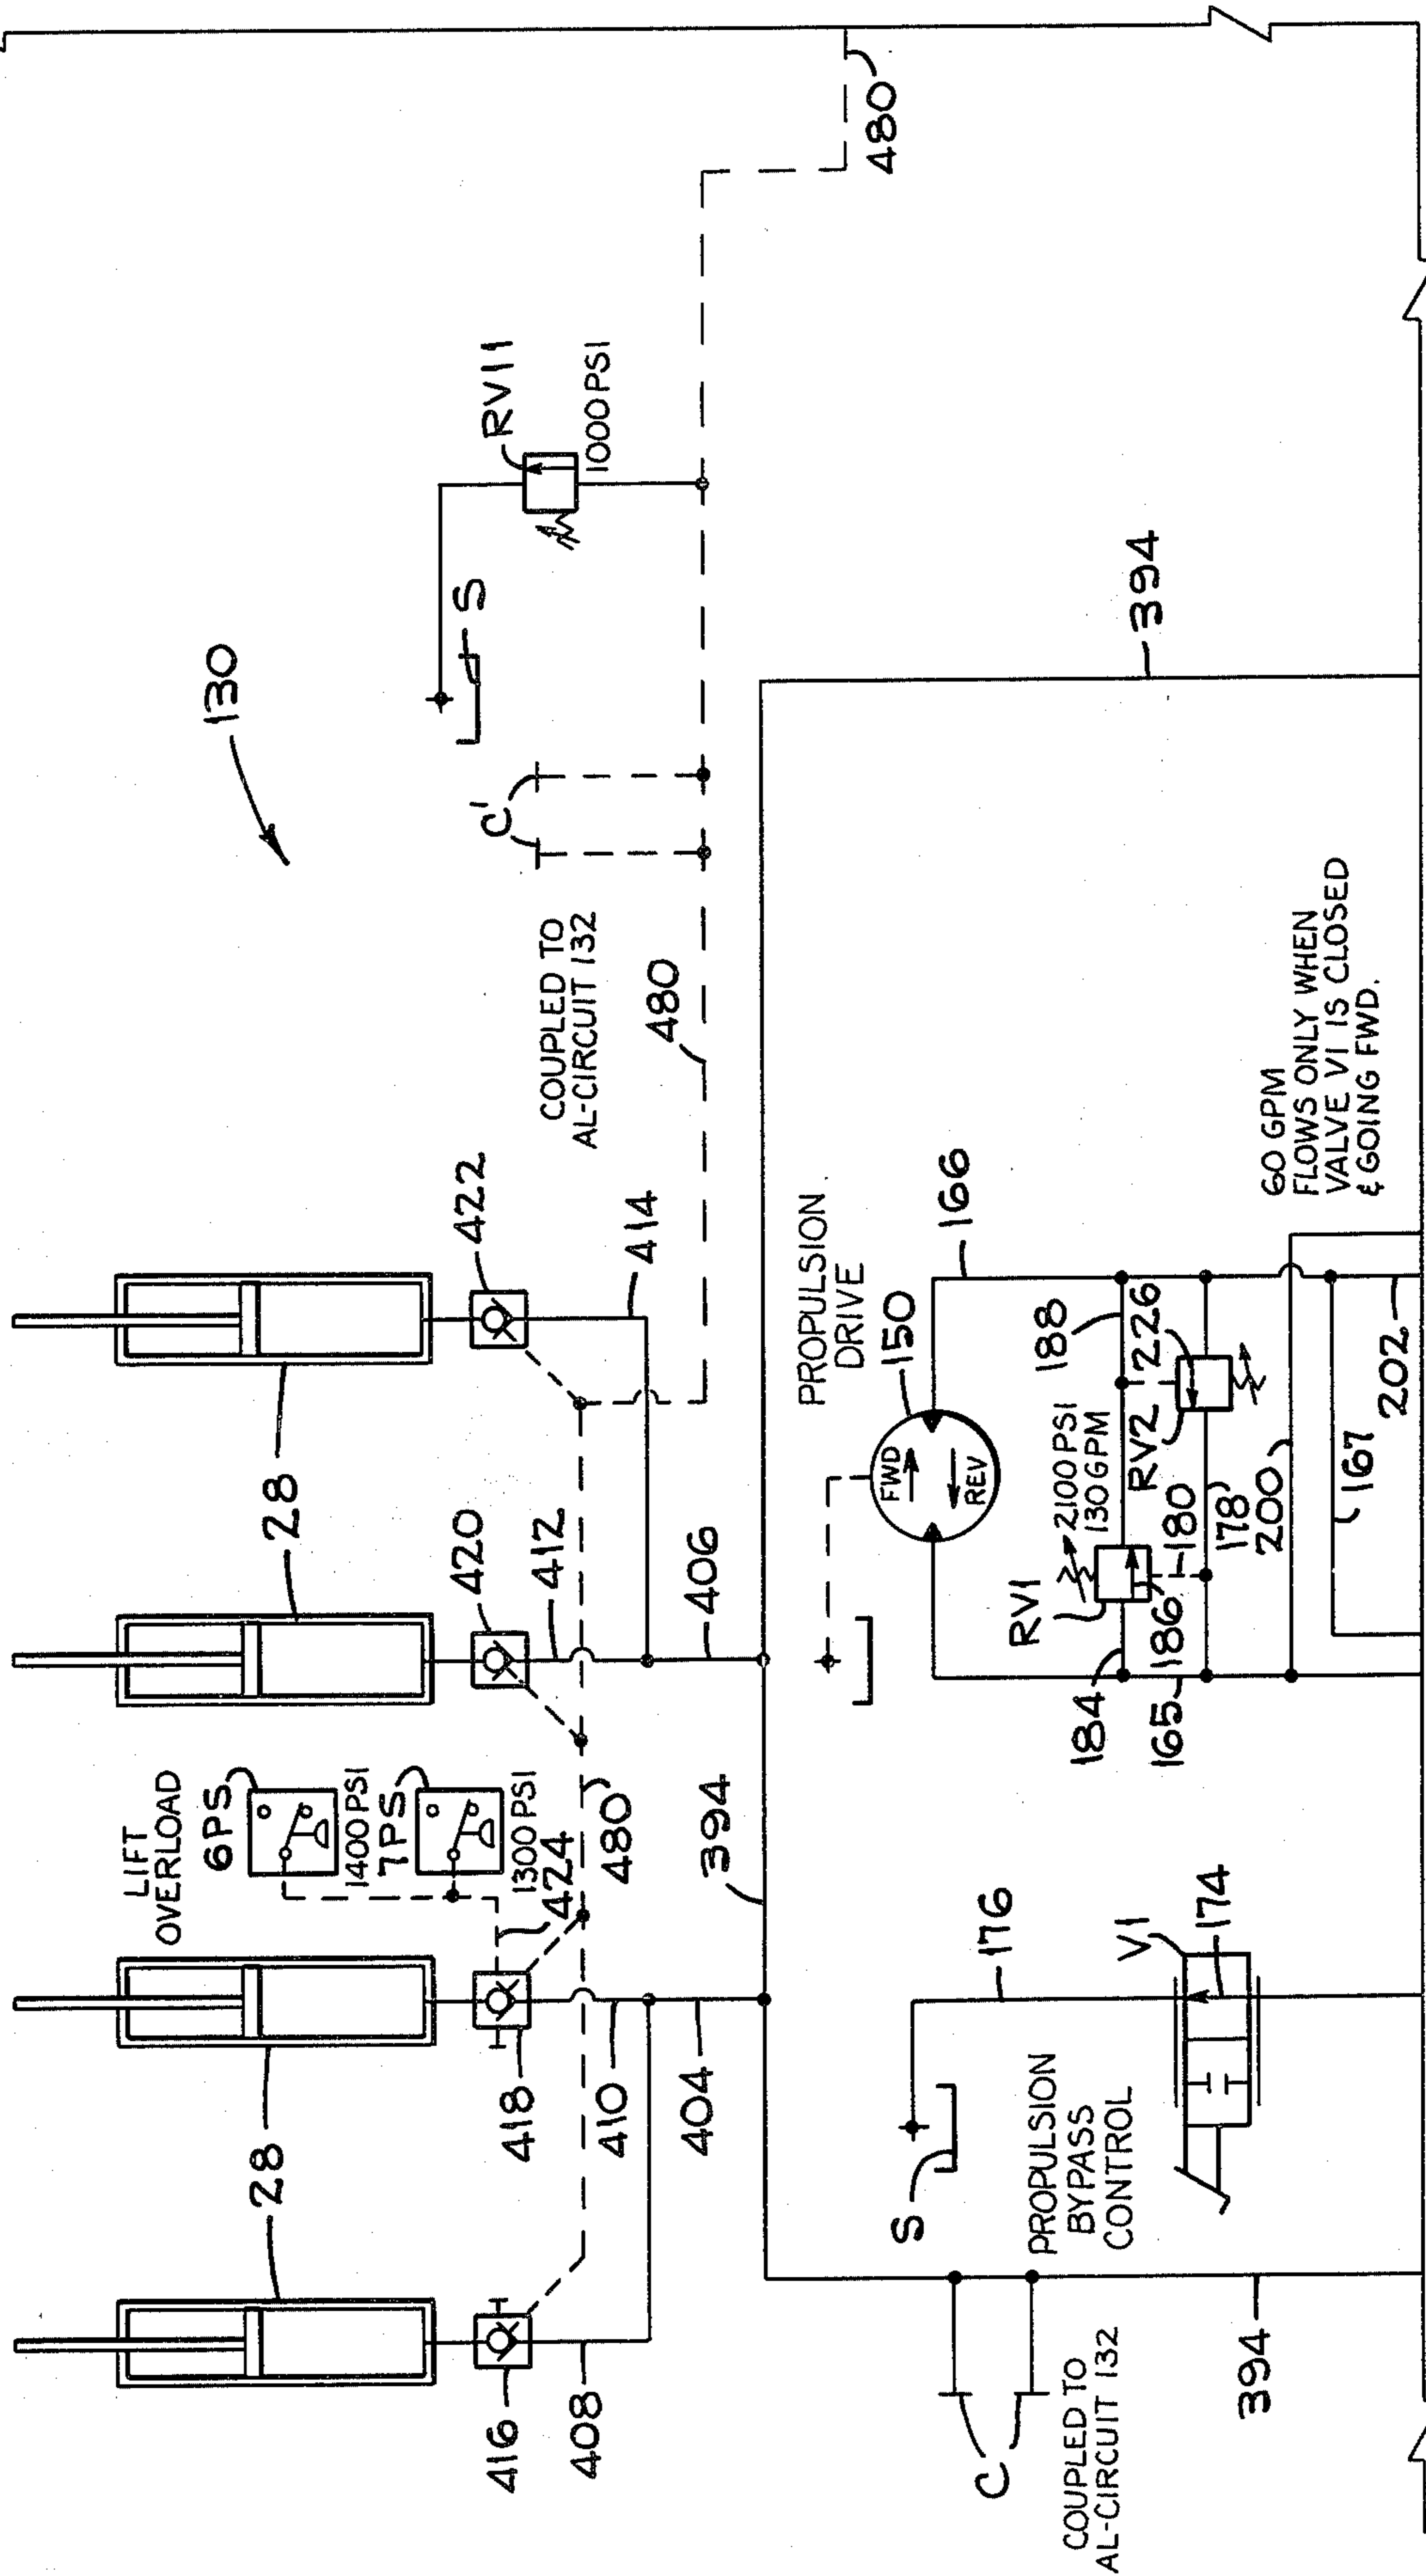 130
28
28
LIFT
OVERLOAD
6PS
1400 PSI
7PS
1300 PSI
424
416
408
418
410
404
420
412
406
422
414
480
394
COUPLED TO
AL-CIRCUIT 132
480
C'
S
RV11
1000 PSI
480
C
COUPLED TO
AL-CIRCUIT 132
394
S
PROPULSION
BYPASS
CONTROL
176
V1
174
PROPULSION
DRIVE
150
FWD
REV
166
RV1
2100 PSI
130 GPM
184
186
165
180
188
RV2
226
178
200
167
202
60 GPM
FLOWS ONLY WHEN
VALVE V1 IS CLOSED
& GOING FWD.
394